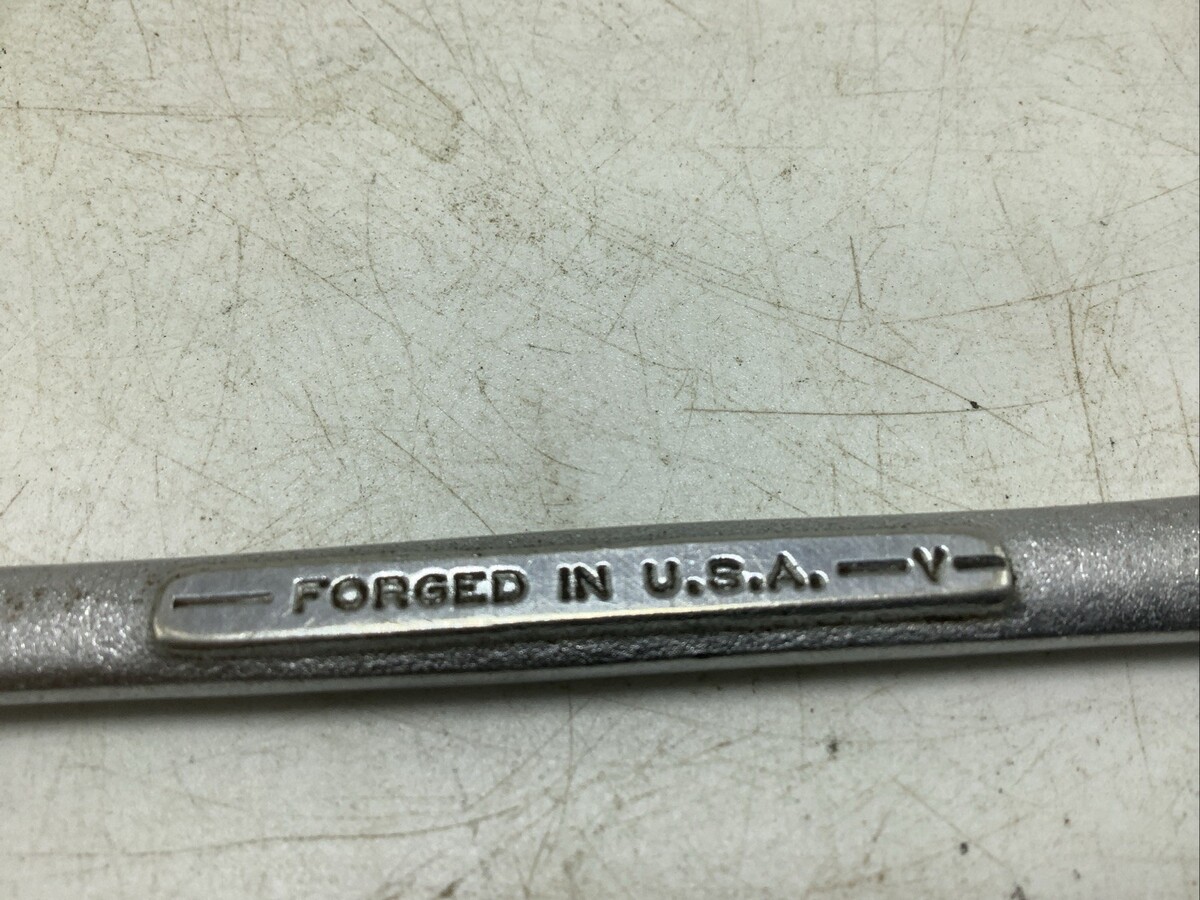 — FORGED IN U.S.A. —V—